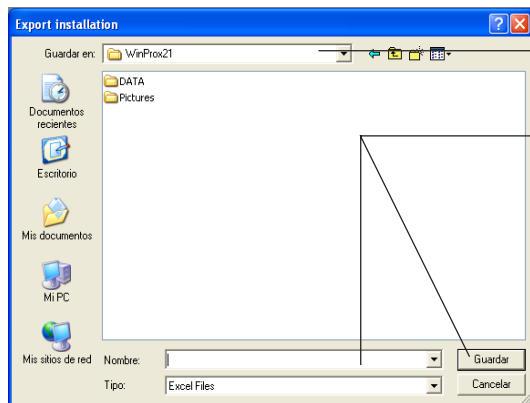 Export installation
Guardar en: WinProx21
DATA
Pictures
Documentos
recientes
Escritorio
Mis documentos
Mi PC
Mis sitios de red
Nombre:
Guardar
Tipo: Excel Files
Cancelar